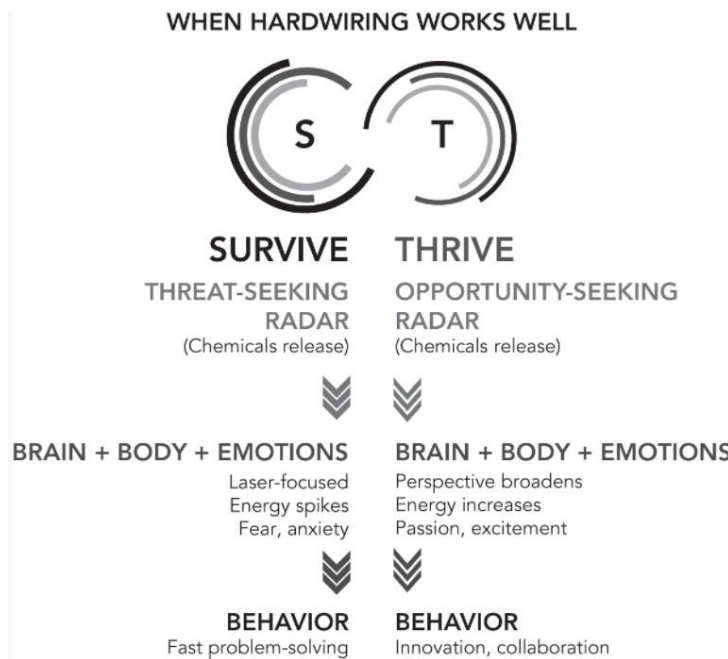 WHEN HARDWIRING WORKS WELL
S
T
SURVIVE
THREAT-SEEKING
RADAR
(Chemicals release)
BRAIN + BODY + EMOTIONS
Laser-focused
Energy spikes
Fear, anxiety
BEHAVIOR
Fast problem-solving
THRIVE
OPPORTUNITY-SEEKING
RADAR
(Chemicals release)
BRAIN + BODY + EMOTIONS
Perspective broadens
Energy increases
Passion, excitement
BEHAVIOR
Innovation, collaboration